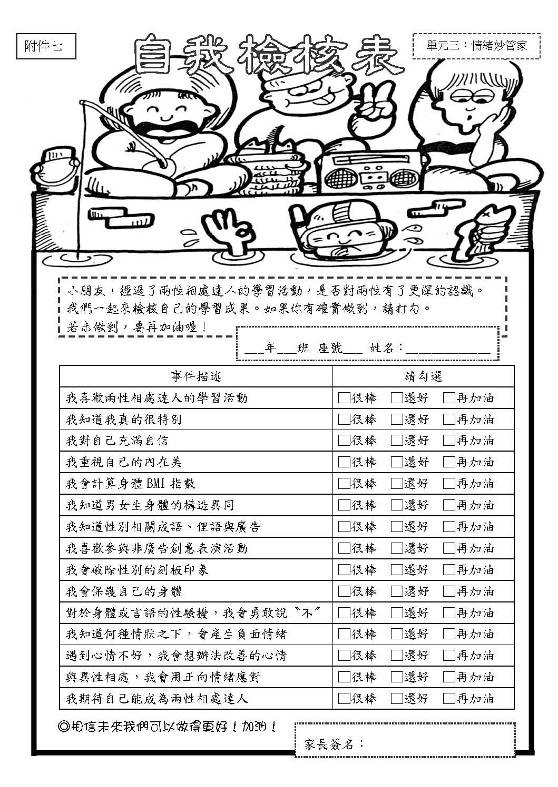 附件七
自我檢核表
單元三：情緒妙管家
小朋友，經過了兩性相處達人的學習活動，是否對兩性有了更深的認識。
我們一起來檢核自己的學習成果。如果你有確實做到，請打勾。
若未做到，要再加油喔！
___年___班 座號___ 姓名：____________
事件描述 請勾選
我喜歡兩性相處達人的學習活動 □很棒 □還好 □再加油
我知道我真的很特別 □很棒 □還好 □再加油
我對自己充滿自信 □很棒 □還好 □再加油
我重視自己的內在美 □很棒 □還好 □再加油
我會計算身體 BMI 指數 □很棒 □還好 □再加油
我知道男女生身體的構造異同 □很棒 □還好 □再加油
我知道性別相關成語、俚語與廣告 □很棒 □還好 □再加油
我喜歡參與非廣告創意表演活動 □很棒 □還好 □再加油
我會破除性別的刻板印象 □很棒 □還好 □再加油
我會保護自己的身體 □很棒 □還好 □再加油
對於身體或言語的性騷擾，我會勇敢說〝不〞 □很棒 □還好 □再加油
我知道何種情狀之下，會產生負面情緒 □很棒 □還好 □再加油
遇到心情不好，我會想辦法改善的心情 □很棒 □還好 □再加油
與異性相處，我會用正向情緒應對 □很棒 □還好 □再加油
我期待自己能成為兩性相處達人 □很棒 □還好 □再加油
◎相信未來我們可以做得更好！加油！
家長簽名：